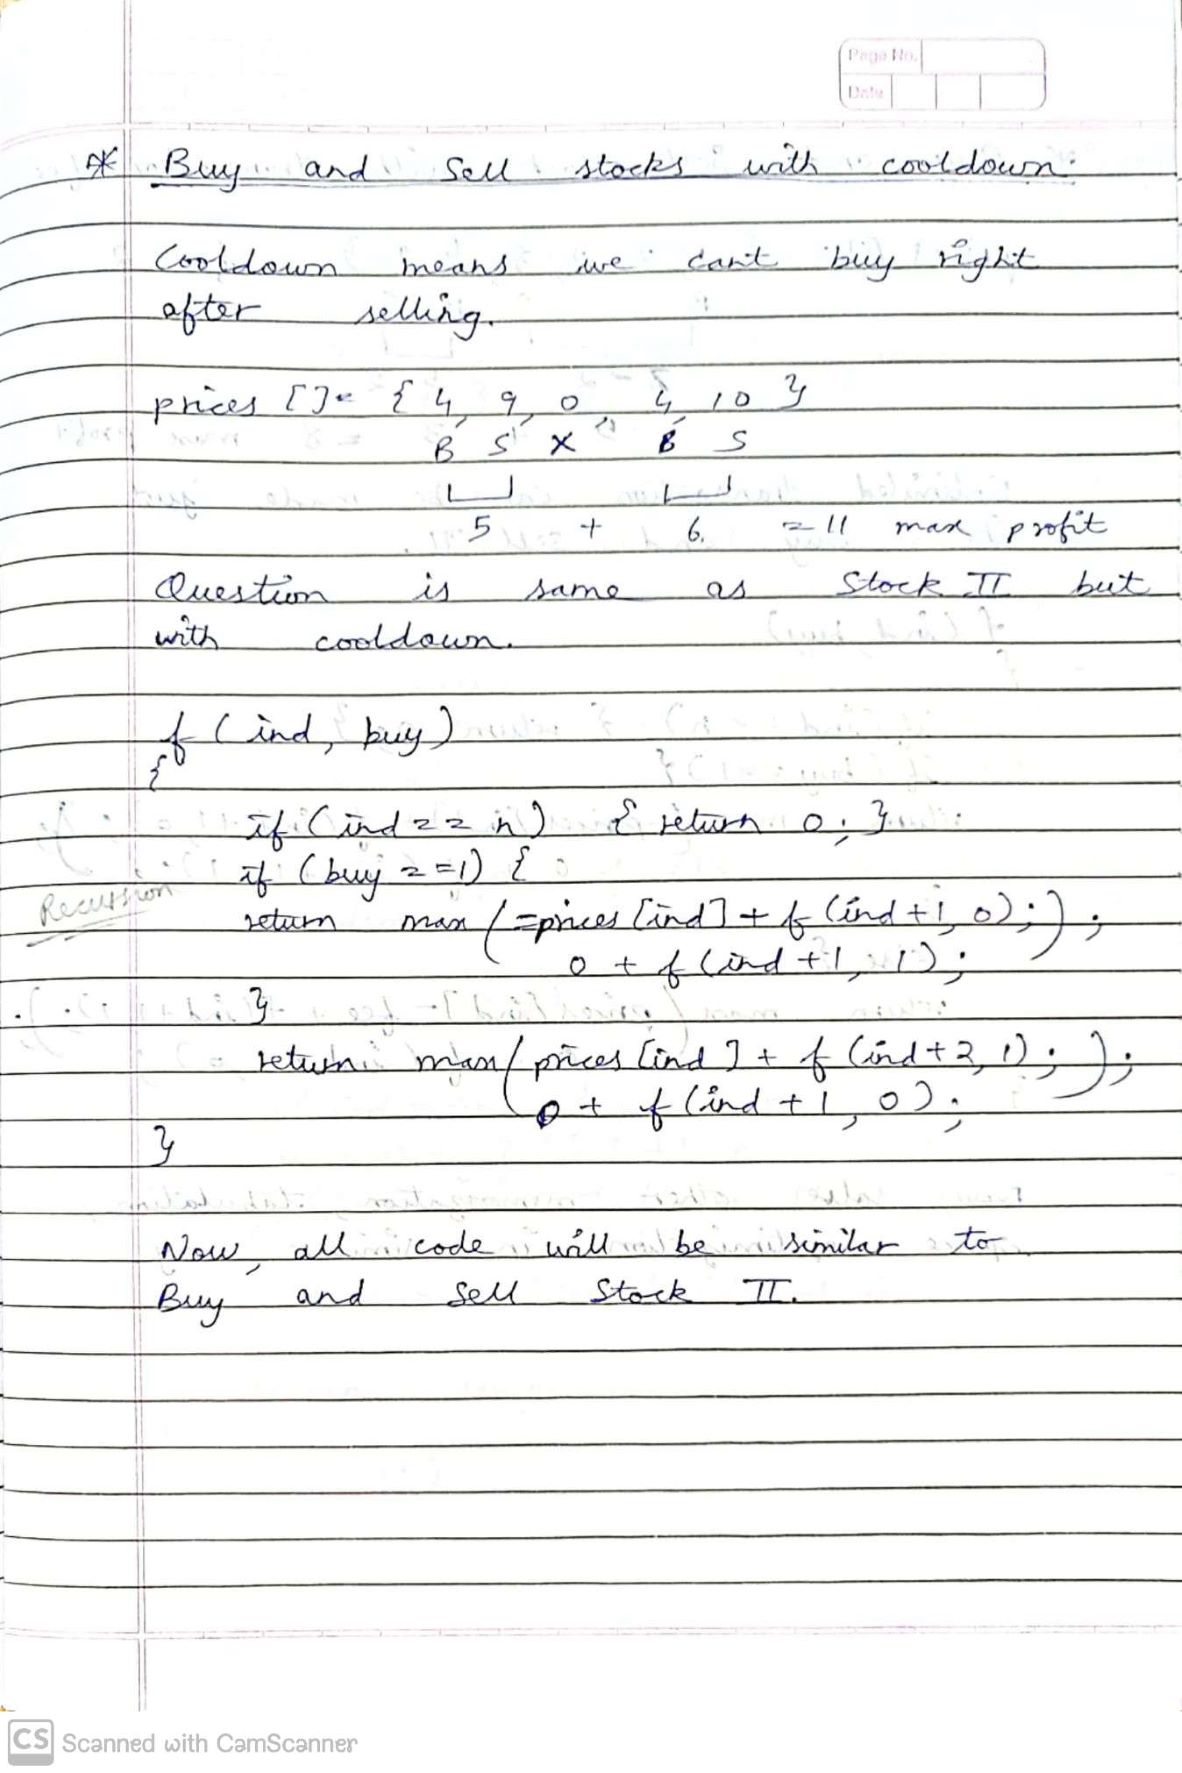 Page No.
Date
* Buy and Sell stocks with cooldown:
Cooldown means we can't buy right
after selling.
prices []= { 4, 9, 0, 4, 10 }
B S X B S
5 + 6 = 11 max profit
Question is same as Stock II but
with cooldown.
f (ind, buy)
{
if (ind == n) { return 0; }
if (buy == 1) {
Recursion
return max (-prices [ind] + f (ind+1, 0); );
0 + f (ind +1, 1);
}
return max ( prices [ind] + f (ind+2, 1); );
0 + f (ind +1, 0);
}
Now, all code will be similar to
Buy and Sell Stock II.
CS Scanned with CamScanner